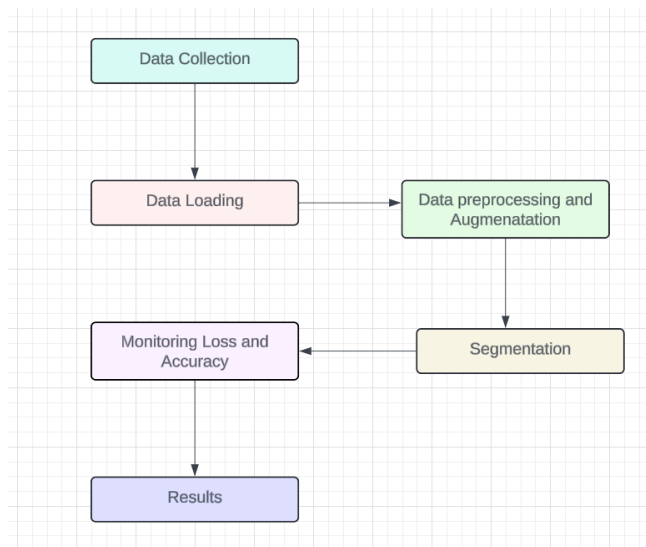 Data Collection
Data Loading
Data preprocessing and
Augmenatation
Segmentation
Monitoring Loss and
Accuracy
Results